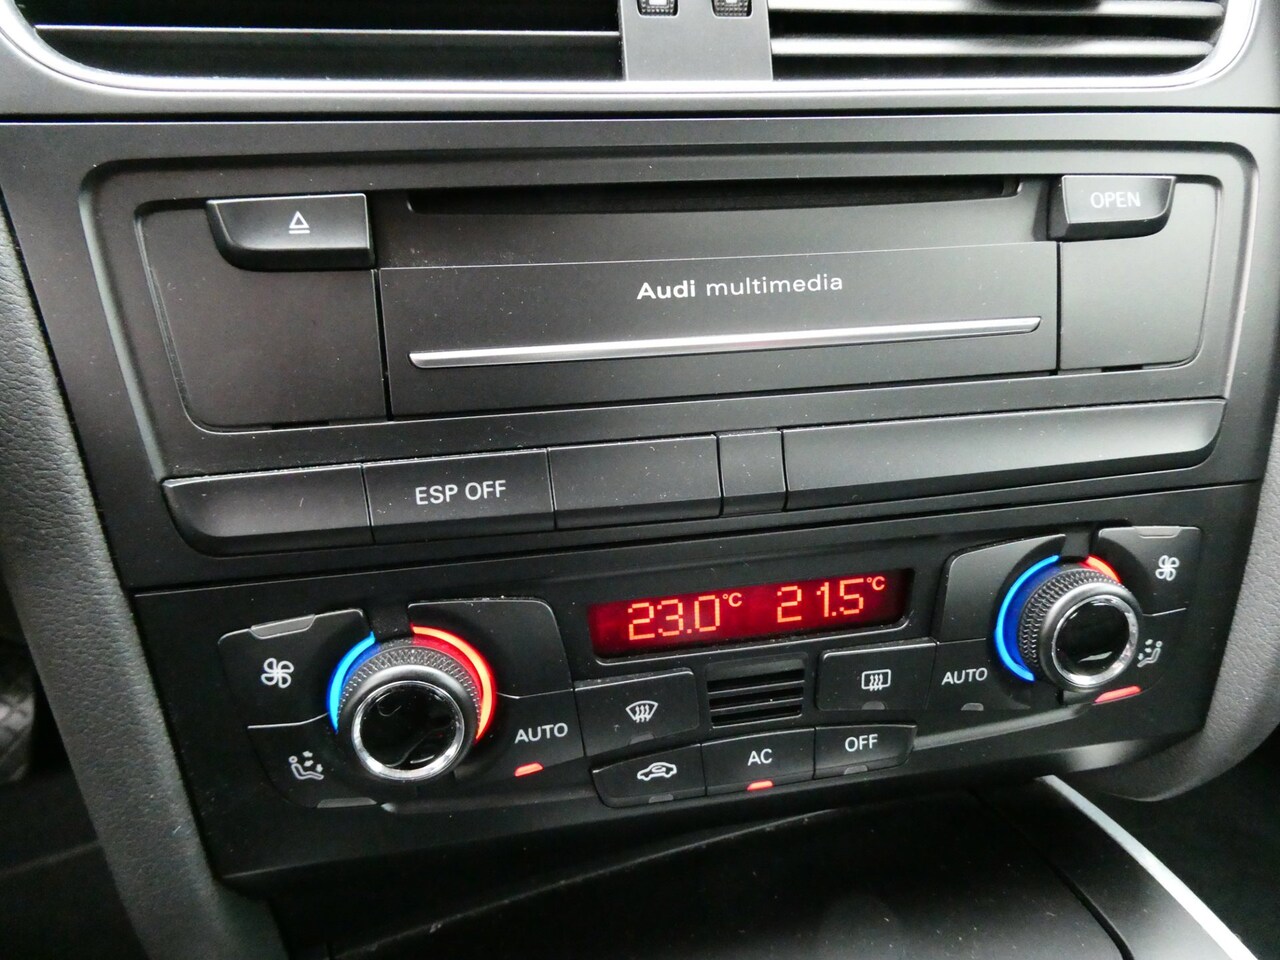 OPEN
Audi multimedia
ESP OFF
23.0°C 21.5°C
AUTO
AUTO
AC
OFF